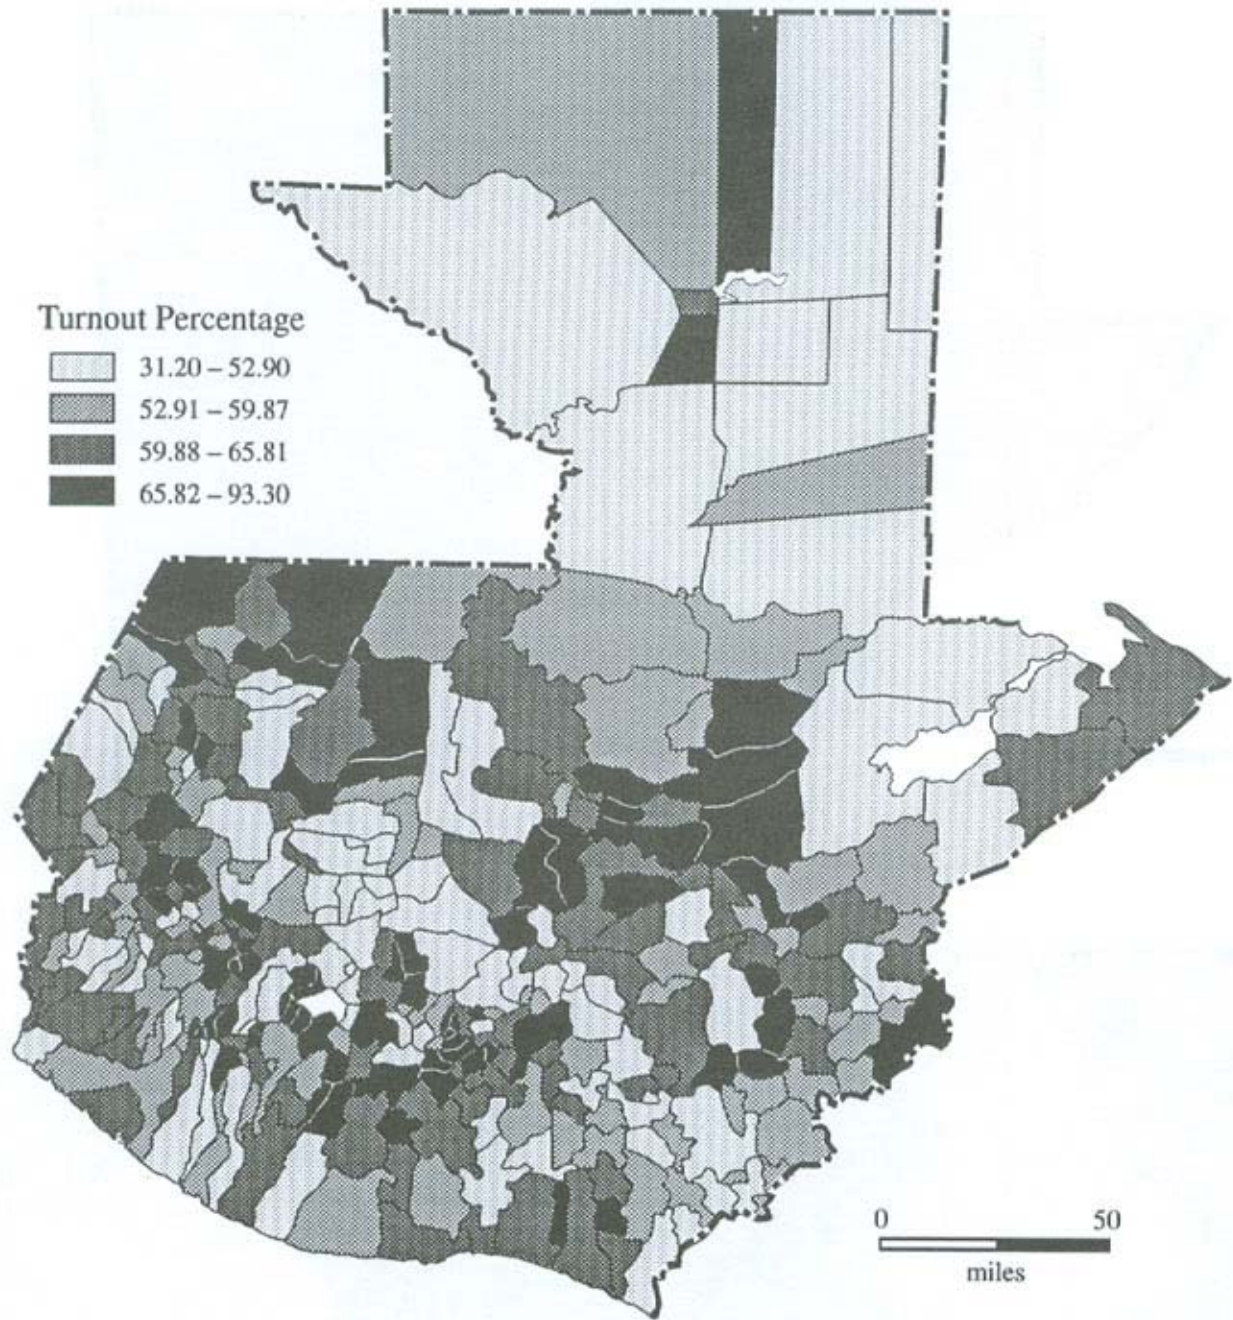 Turnout Percentage
31.20 – 52.90
52.91 – 59.87
59.88 – 65.81
65.82 – 93.30
0 50
miles